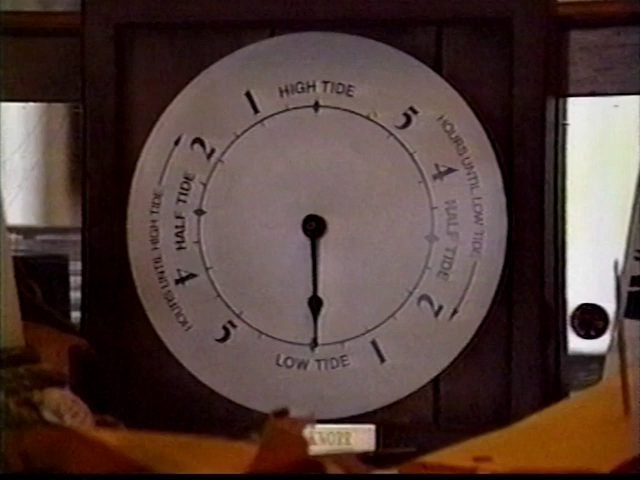 HIGH TIDE
5
HOURS UNTIL LOW TIDE
4
HALF TIDE
2
1
LOW TIDE
5
4
HOURS UNTIL HIGH TIDE
HALF TIDE
2
1
KNOPP